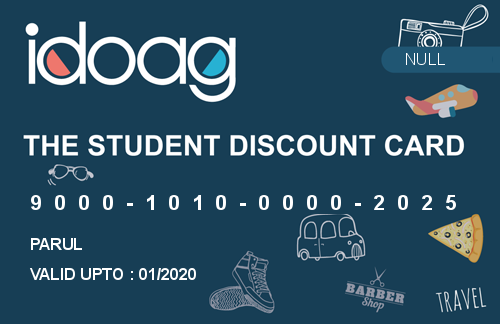 idoag
NULL
THE STUDENT DISCOUNT CARD
9000-1010-0000-2025
PARUL
VALID UPTO : 01/2020
BARBER
Shop
TRAVEL